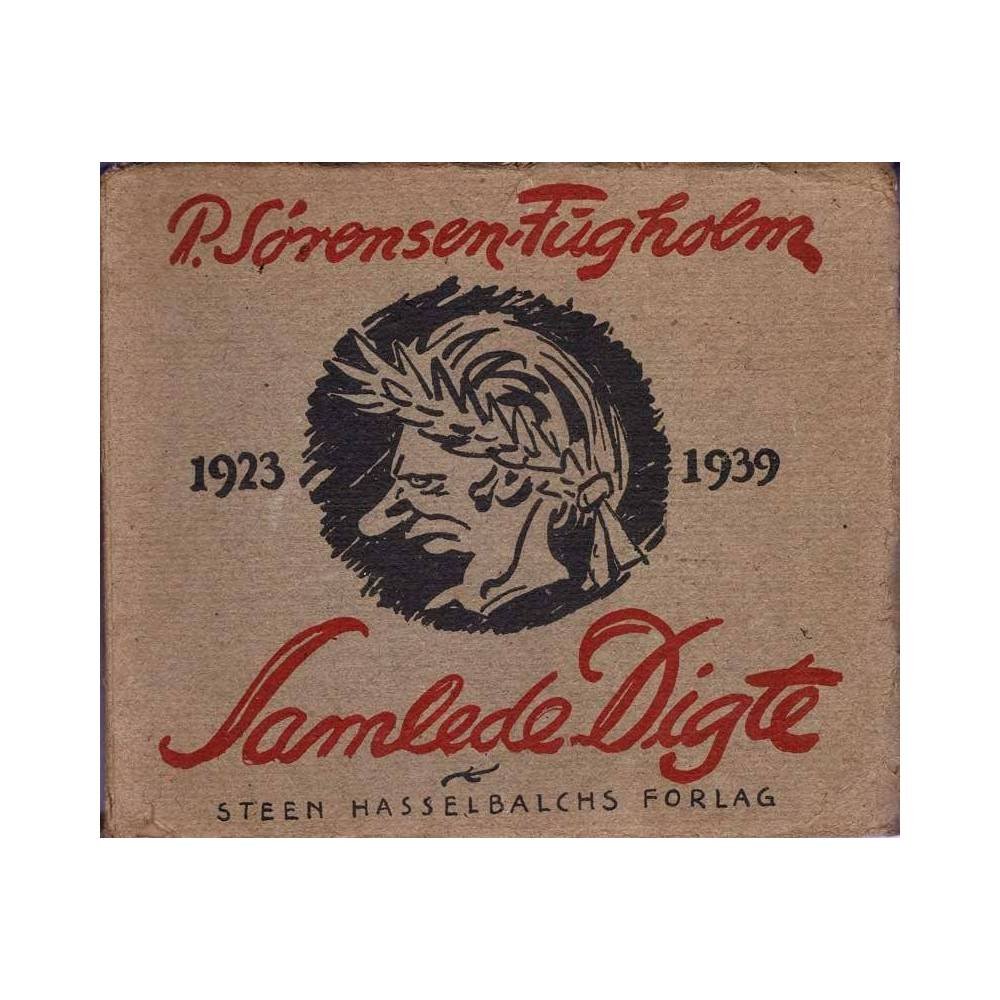 P. Sørensen-Fugholm
1923 1939
Samlede Digte
STEEN HASSELBALCHS FORLAG